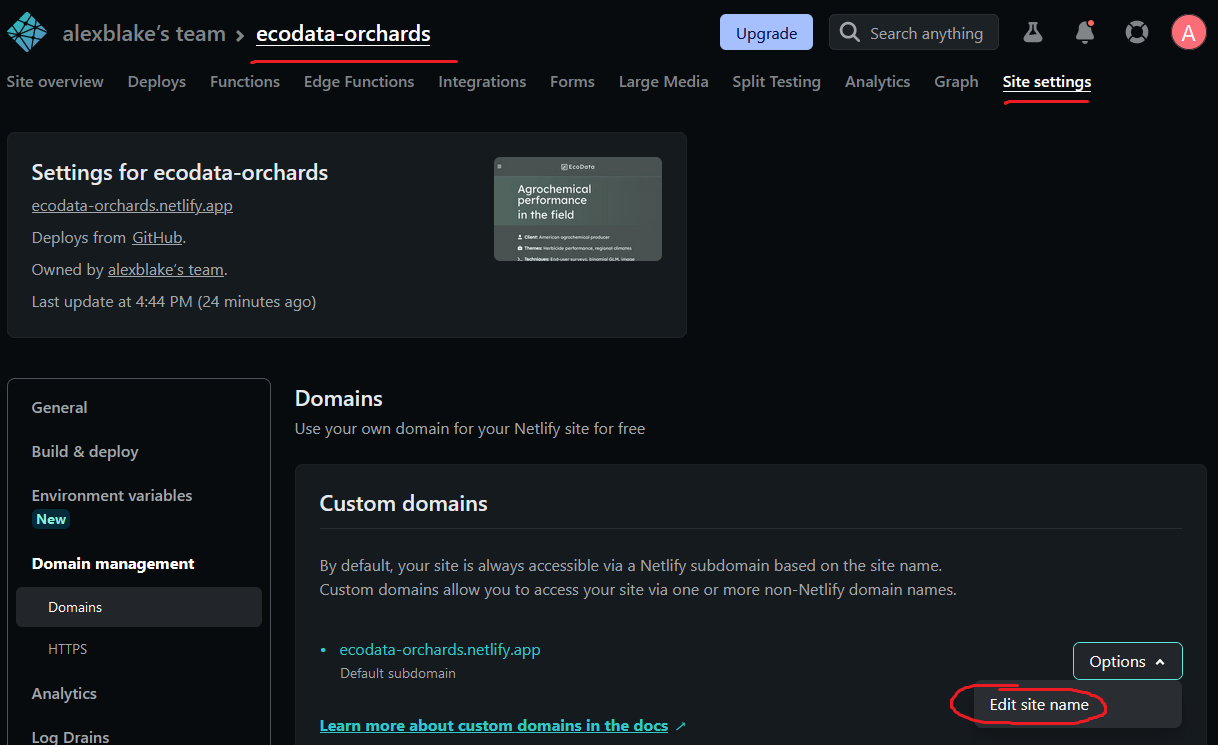 alexblake’s team > ecodata-orchards
Upgrade
Search anything
A
Site overview Deploys Functions Edge Functions Integrations Forms Large Media Split Testing Analytics Graph Site settings
Settings for ecodata-orchards
ecodata-orchards.netlify.app
Deploys from GitHub.
Owned by alexblake’s team.
Last update at 4:44 PM (24 minutes ago)
EcoData
Agrochemical
performance
in the field
Client: American agrochemical producer
Themes: Herbicide performance, regional climates
Techniques: End-user surveys, binomial GLM, image
General
Build & deploy
Environment variables
New
Domain management
Domains
HTTPS
Analytics
Log Drains
Domains
Use your own domain for your Netlify site for free
Custom domains
By default, your site is always accessible via a Netlify subdomain based on the site name.
Custom domains allow you to access your site via one or more non-Netlify domain names.
ecodata-orchards.netlify.app
Default subdomain
Options
Edit site name
Learn more about custom domains in the docs